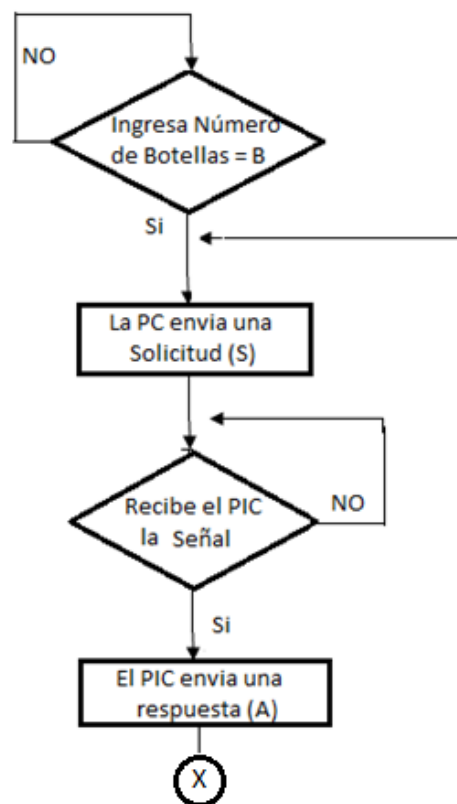 NO
Ingresa Número
de Botellas = B
Si
La PC envia una
Solicitud (S)
Recibe el PIC
la Señal
NO
Si
El PIC envia una
respuesta (A)
X